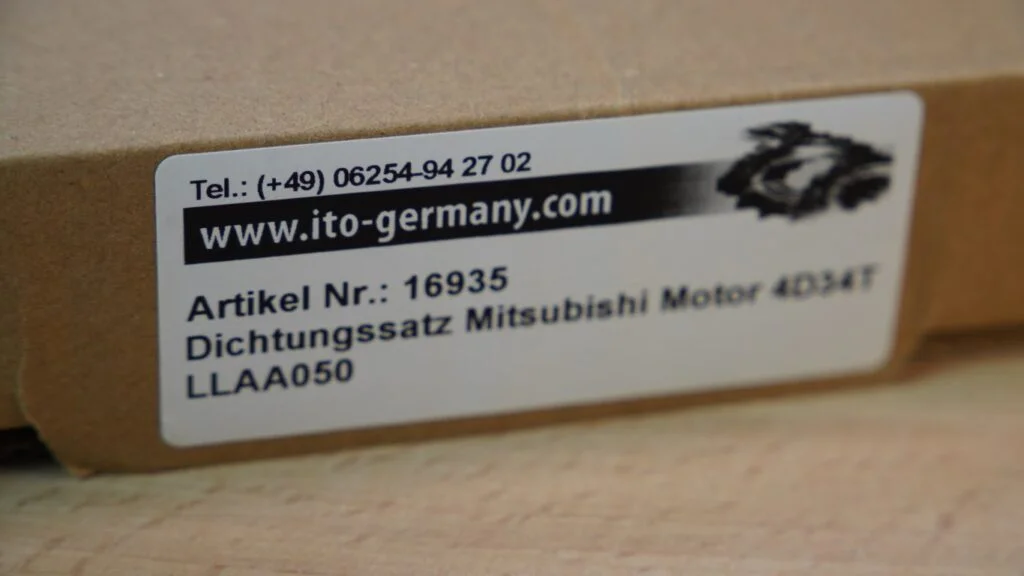 Tel.: (+49) 06254-94 27 02
www.ito-germany.com
Artikel Nr.: 16935
Dichtungssatz Mitsubishi Motor 4D34T
LLAA050